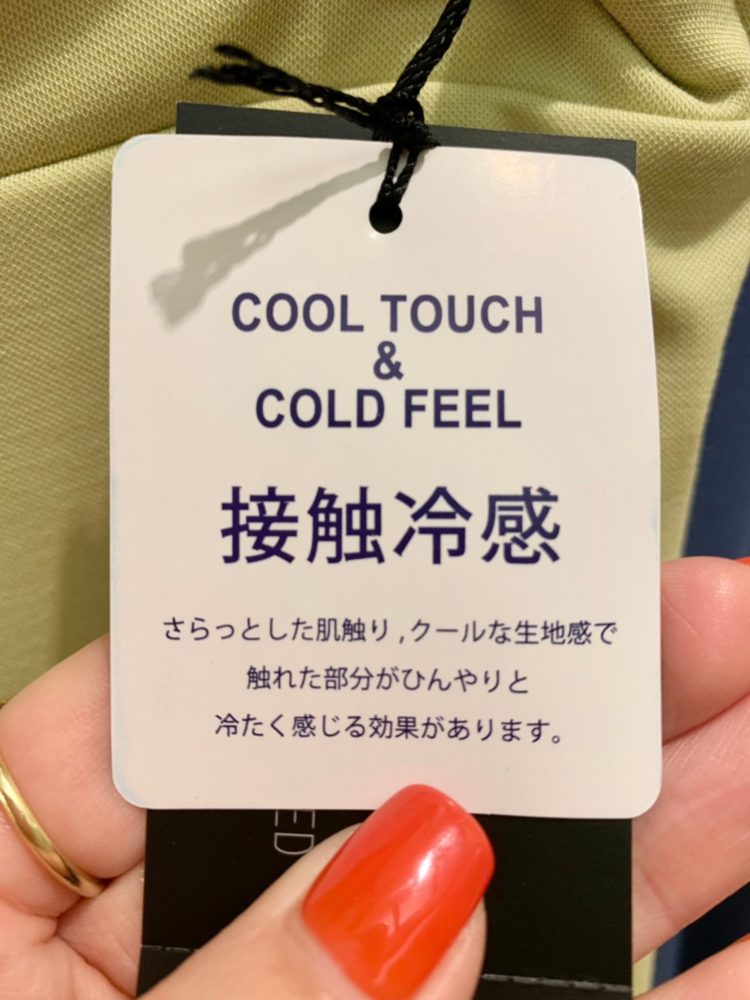 COOL TOUCH
&
COLD FEEL
接触冷感
さらっとした肌触り,クールな生地感で
触れた部分がひんやりと
冷たく感じる効果があります。
ED